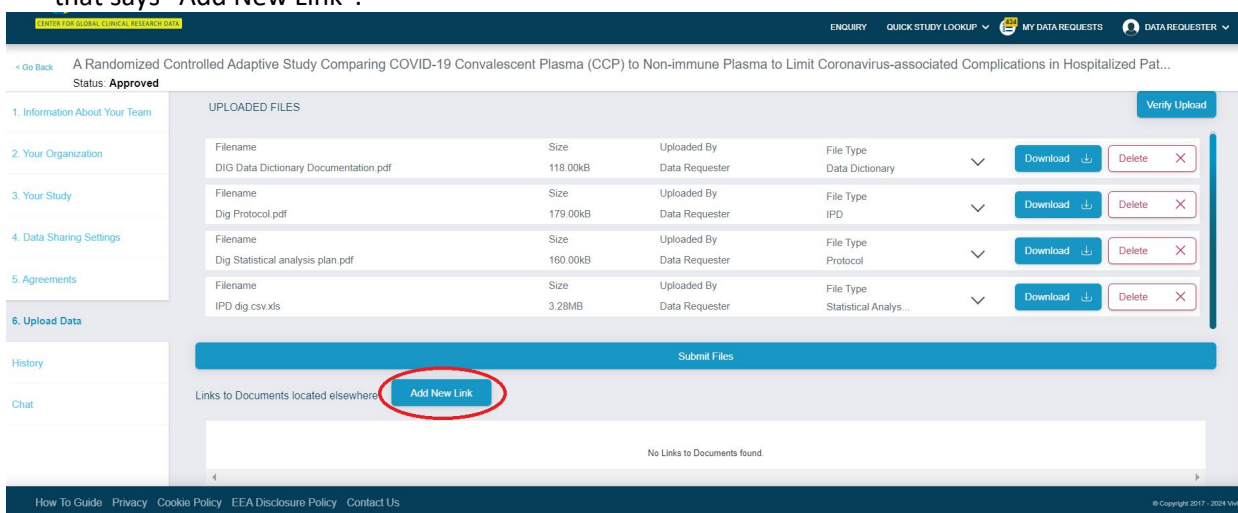 that says "Add New Link".
CENTER FOR GLOBAL CLINICAL RESEARCH DATA
ENQUIRY QUICK STUDY LOOKUP 434 MY DATA REQUESTS DATA REQUESTER
< Go Back A Randomized Controlled Adaptive Study Comparing COVID-19 Convalescent Plasma (CCP) to Non-immune Plasma to Limit Coronavirus-associated Complications in Hospitalized Pat...
Status: Approved
1. Information About Your Team
2. Your Organization
3. Your Study
4. Data Sharing Settings
5. Agreements
6. Upload Data
History
Chat
UPLOADED FILES Verify Upload
Filename Size Uploaded By File Type
DIG Data Dictionary Documentation.pdf 118.00kB Data Requester Data Dictionary Download Delete
Filename Size Uploaded By File Type
Dig Protocol.pdf 179.00kB Data Requester IPD Download Delete
Filename Size Uploaded By File Type
Dig Statistical analysis plan.pdf 160.00kB Data Requester Protocol Download Delete
Filename Size Uploaded By File Type
IPD dig.csv.xls 3.28MB Data Requester Statistical Analys... Download Delete
Submit Files
Links to Documents located elsewhere Add New Link
No Links to Documents found.
How To Guide Privacy Cookie Policy EEA Disclosure Policy Contact Us © Copyright 2017 - 2024